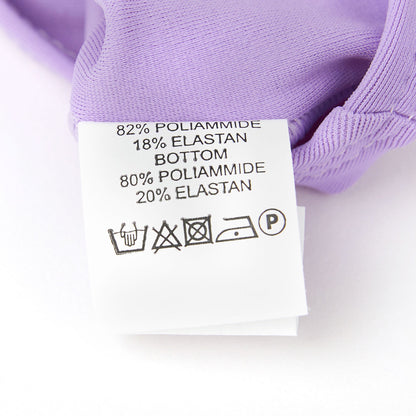 82% POLIAMMIDE
18% ELASTAN
BOTTOM
80% POLIAMMIDE
20% ELASTAN
P